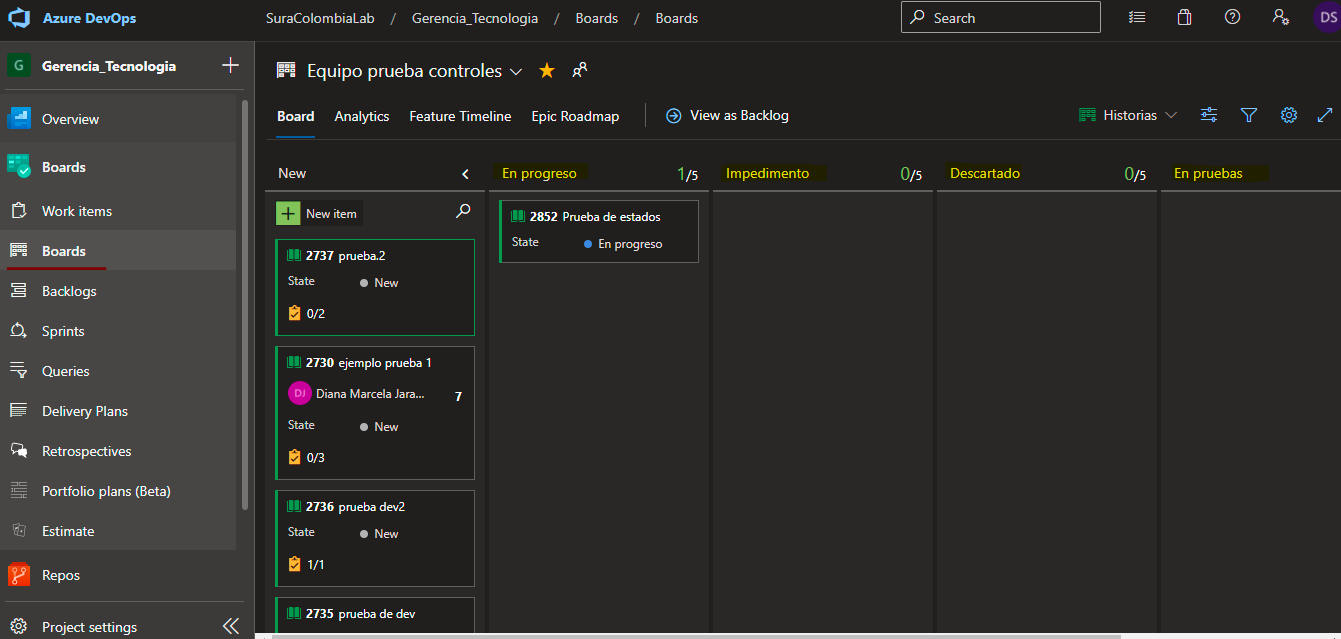 Azure DevOps
SuraColombiaLab / Gerencia_Tecnologia / Boards / Boards
Search
DS
G Gerencia_Tecnologia
Overview
Boards
Work items
Boards
Backlogs
Sprints
Queries
Delivery Plans
Retrospectives
Portfolio plans (Beta)
Estimate
Repos
Project settings
Equipo prueba controles
Board Analytics Feature Timeline Epic Roadmap View as Backlog
Historias
New
New item
2737 prueba.2
State New
0/2
2730 ejemplo prueba 1
DJ Diana Marcela Jara... 7
State New
0/3
2736 prueba dev2
State New
1/1
2735 prueba de dev
En progreso 1/5
2852 Prueba de estados
State En progreso
Impedimento 0/5
Descartado 0/5
En pruebas